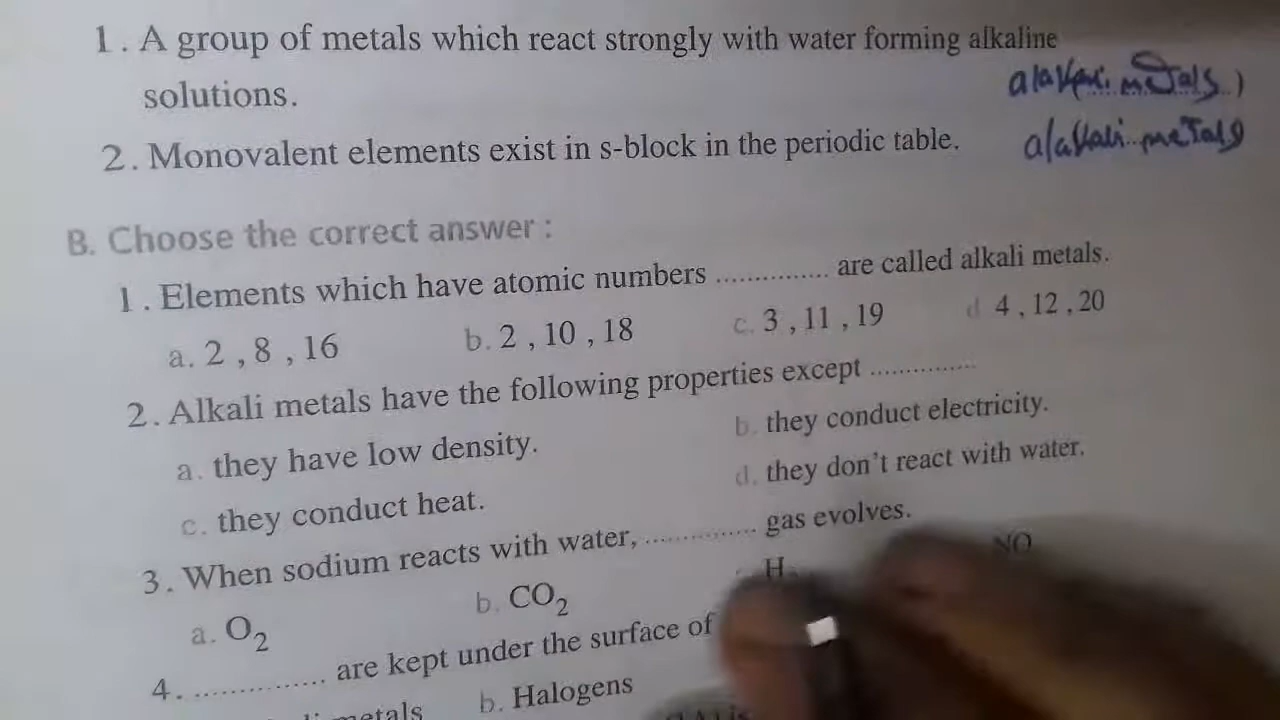 1. A group of metals which react strongly with water forming alkaline
solutions.
metals
2. Monovalent elements exist in s-block in the periodic table.
alakali metals
B. Choose the correct answer :
1. Elements which have atomic numbers ............... are called alkali metals.
a. 2 , 8 , 16 b. 2 , 10 , 18 c. 3 , 11 , 19 d 4 , 12 , 20
2. Alkali metals have the following properties except ...............
a. they have low density. b. they conduct electricity.
c. they conduct heat. d. they don't react with water.
3. When sodium reacts with water, ............... gas evolves.
a. O2 b. CO2 H NO
4. ................ are kept under the surface of
metals b. Halogens